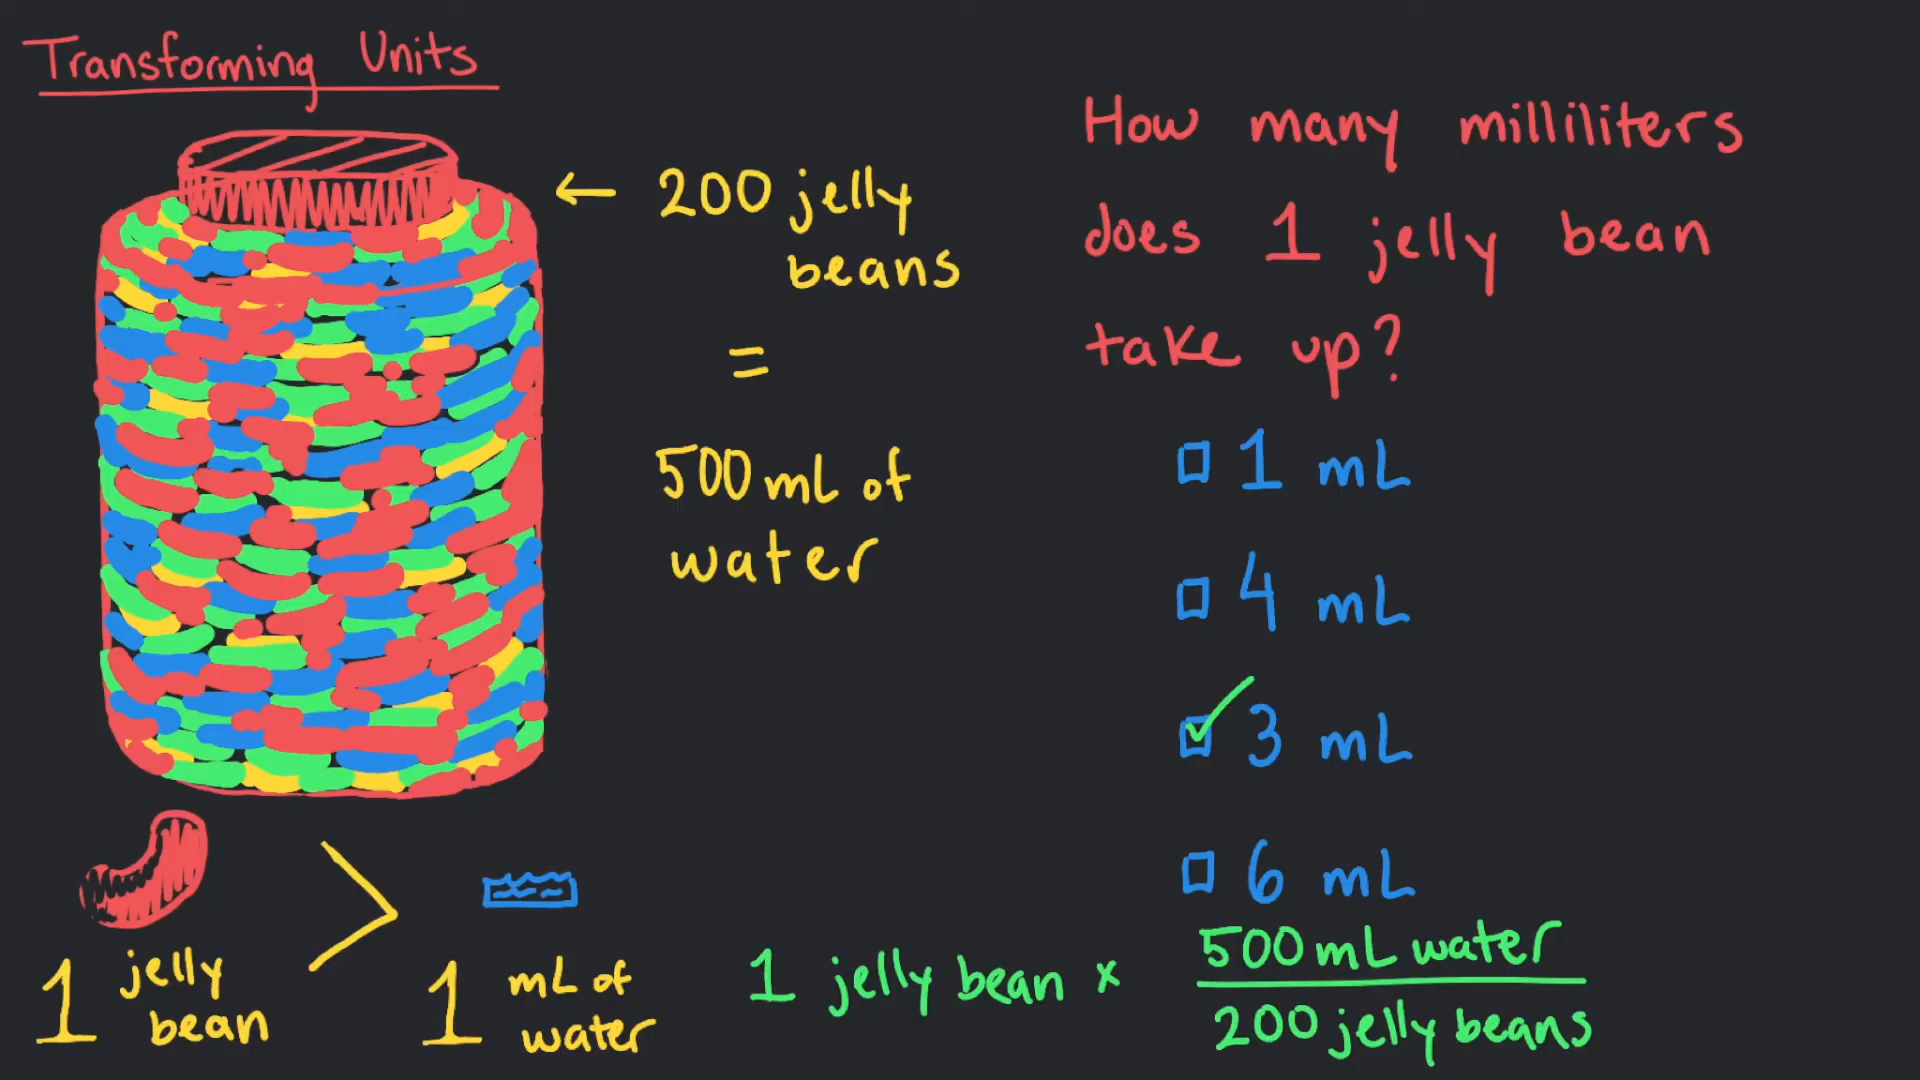 Transforming Units
← 200 jelly
beans
=
500 mL of
water
How many milliliters
does 1 jelly bean
take up?
1 mL
4 mL
3 mL
6 mL
1 jelly
bean
>
1 mL of
water
1 jelly bean x 500 mL water
200 jelly beans